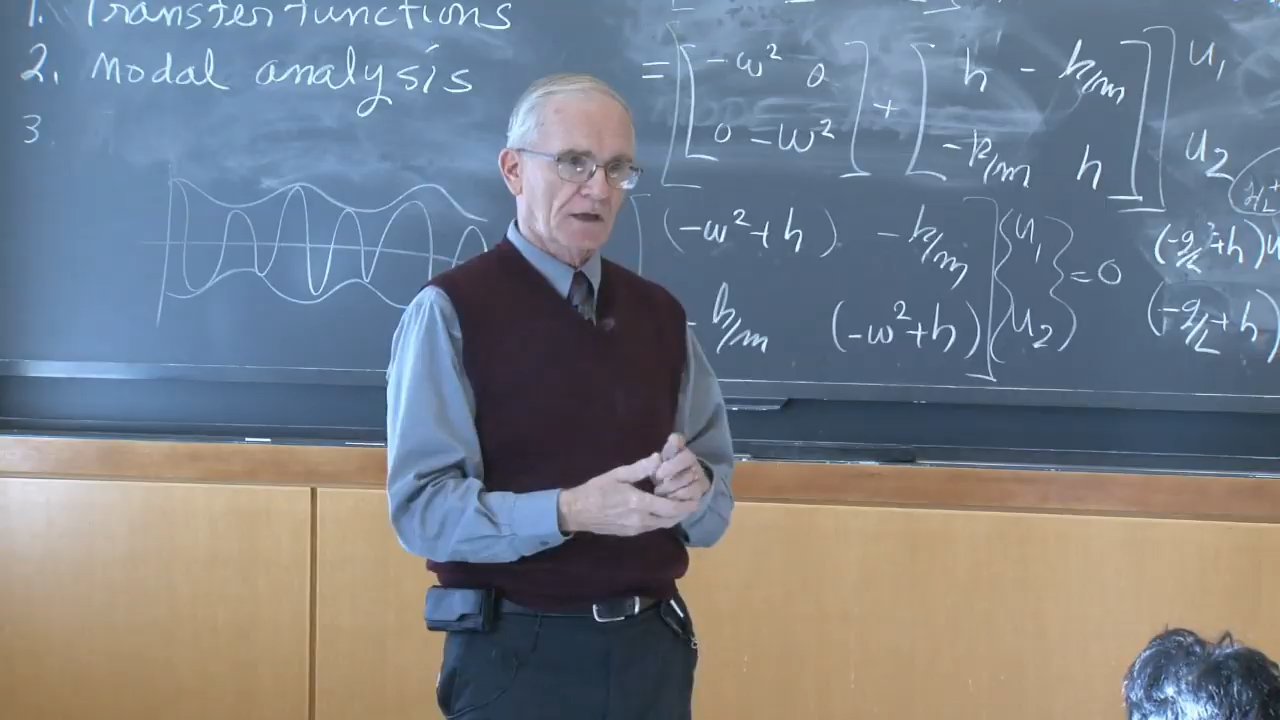 1. Transfer functions
2. Modal analysis
3
= [ [ -ω² 0
0 -ω² ] + [ h - k/m
-k/m h ] ] u₁
u₂
(-ω²+h) - k/m ] { u₁
- k/m (-ω²+h) ] u₂ } = 0
(-g/L+h)u
(-g/L+h)